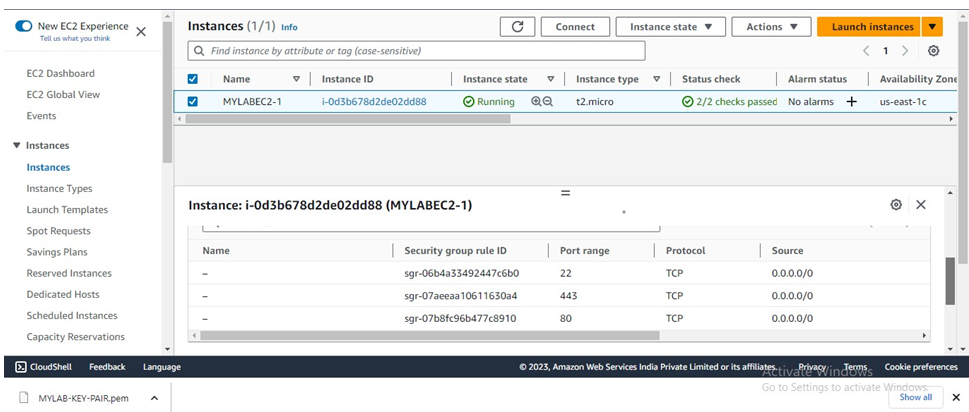 New EC2 Experience
Tell us what you think
EC2 Dashboard
EC2 Global View
Events
Instances
Instances
Instance Types
Launch Templates
Spot Requests
Savings Plans
Reserved Instances
Dedicated Hosts
Scheduled Instances
Capacity Reservations
Instances (1/1) Info
Connect
Instance state
Actions
Launch instances
Find instance by attribute or tag (case-sensitive)
1
Name Instance ID Instance state Instance type Status check Alarm status Availability Zone
MYLABEC2-1 i-0d3b678d2de02dd88 Running t2.micro 2/2 checks passed No alarms + us-east-1c
Instance: i-0d3b678d2de02dd88 (MYLABEC2-1)
Name Security group rule ID Port range Protocol Source
– sgr-06b4a33492447c6b0 22 TCP 0.0.0.0/0
– sgr-07aeeaa10611630a4 443 TCP 0.0.0.0/0
– sgr-07b8fc96b477c8910 80 TCP 0.0.0.0/0
CloudShell Feedback Language © 2023, Amazon Web Services India Private Limited or its affiliates. Privacy Terms Cookie preferences
Activate Windows
Go to Settings to activate Windows.
MYLAB-KEY-PAIR.pem
Show all